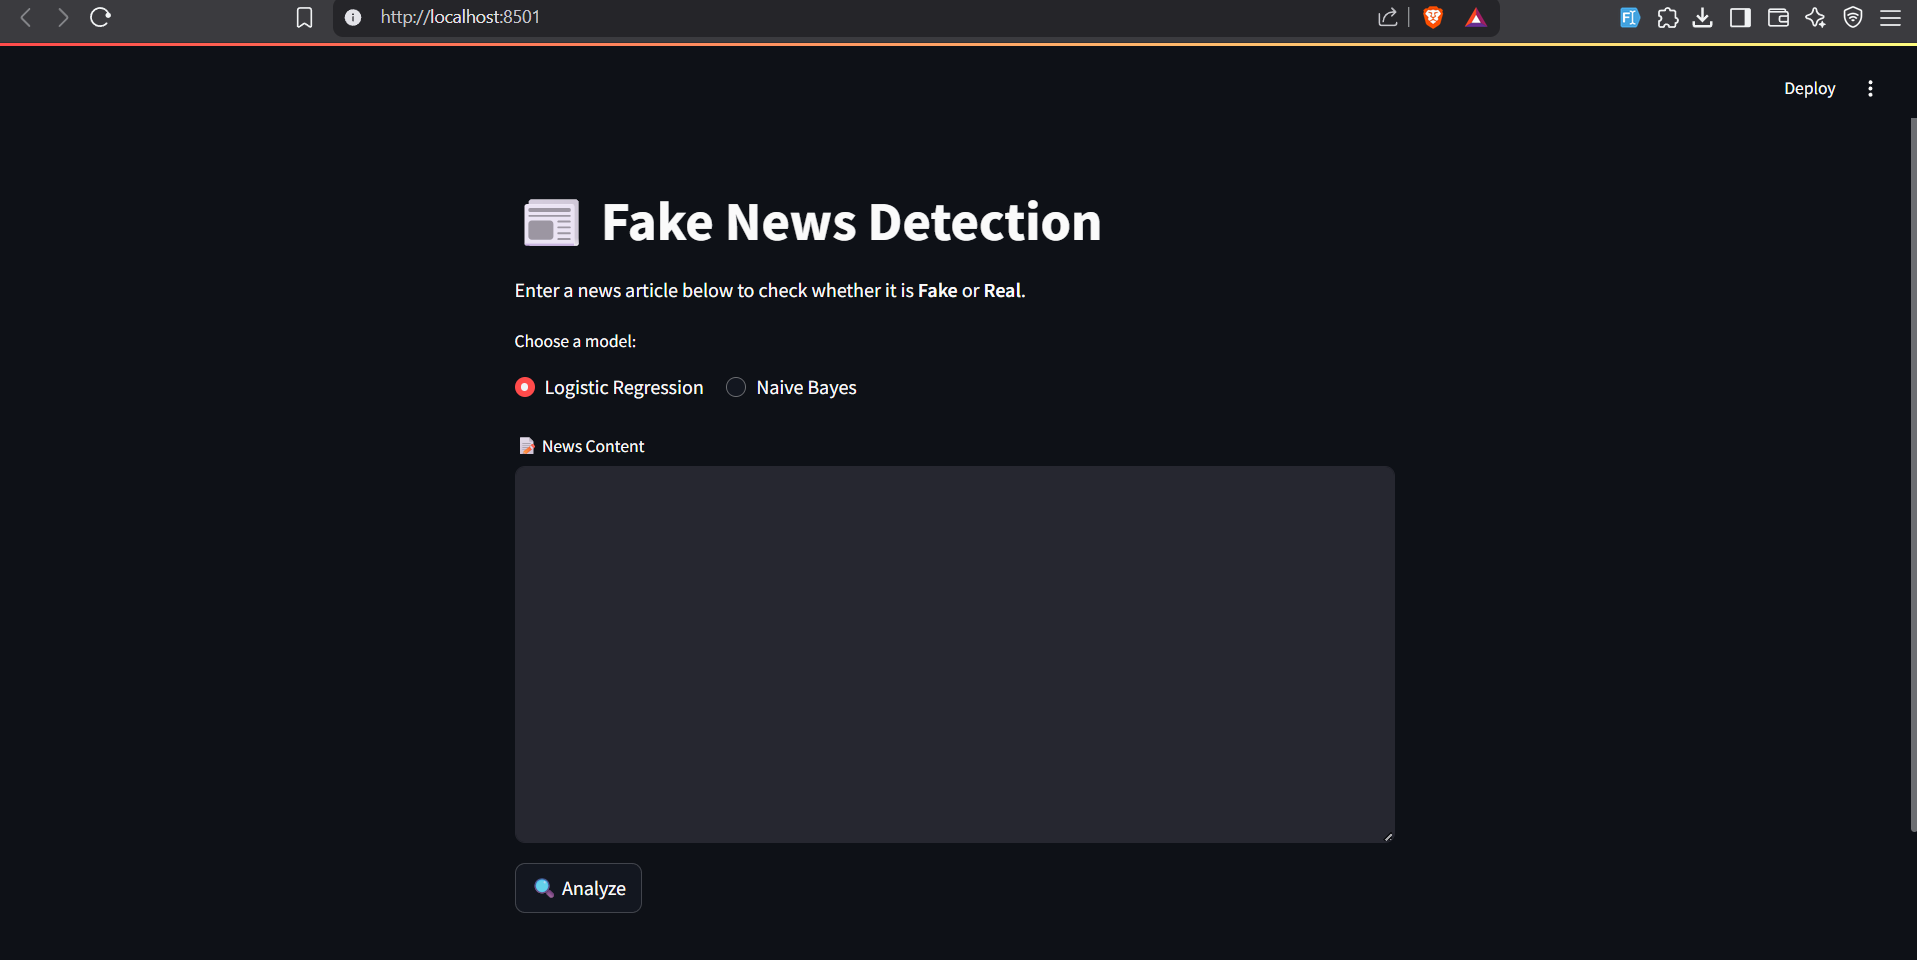 http://localhost:8501
Deploy
Fake News Detection
Enter a news article below to check whether it is Fake or Real.
Choose a model:
Logistic Regression Naive Bayes
News Content
Analyze